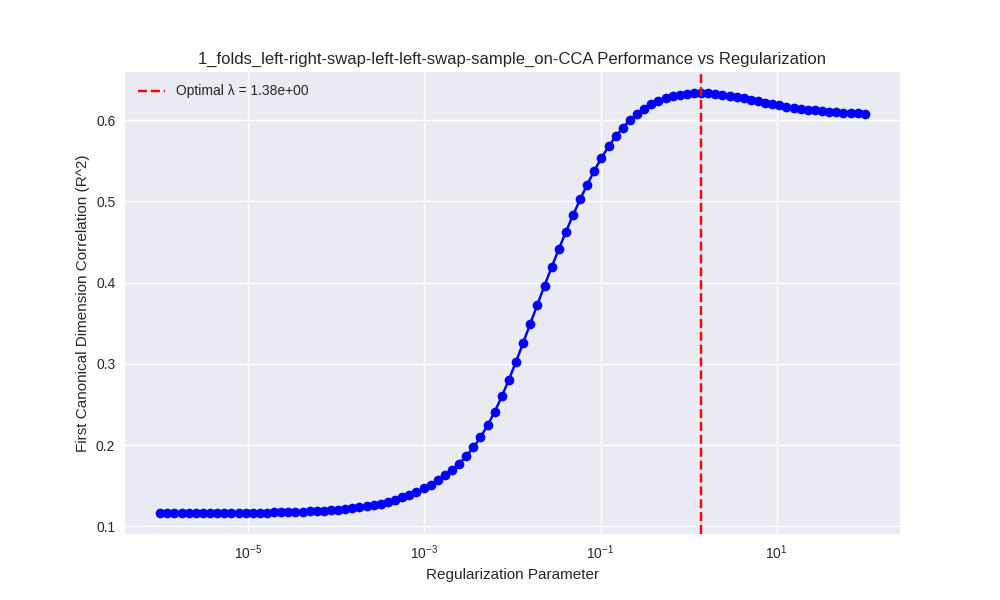 1_folds_left-right-swap-left-left-swap-sample_on-CCA Performance vs Regularization
Optimal λ = 1.38e+00
First Canonical Dimension Correlation (R^2)
0.6
0.5
0.4
0.3
0.2
0.1
10⁻⁵ 10⁻³ 10⁻¹ 10¹
Regularization Parameter